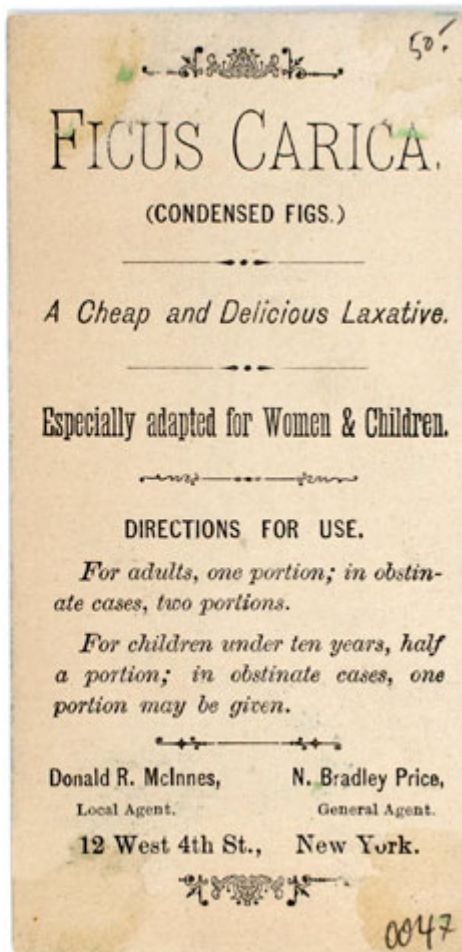 50.-
FICUS CARICA.
(CONDENSED FIGS.)
A Cheap and Delicious Laxative.
Especially adapted for Women & Children.
DIRECTIONS FOR USE.
For adults, one portion; in obstin-
ate cases, two portions.
For children under ten years, half
a portion; in obstinate cases, one
portion may be given.
Donald R. McInnes, N. Bradley Price,
Local Agent. General Agent.
12 West 4th St., New York.
0047